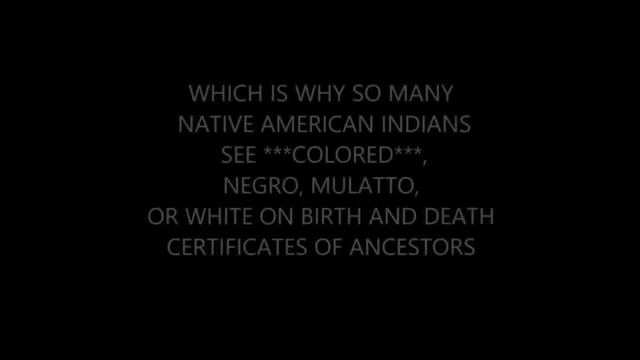 WHICH IS WHY SO MANY
NATIVE AMERICAN INDIANS
SEE ***COLORED***,
NEGRO, MULATTO,
OR WHITE ON BIRTH AND DEATH
CERTIFICATES OF ANCESTORS